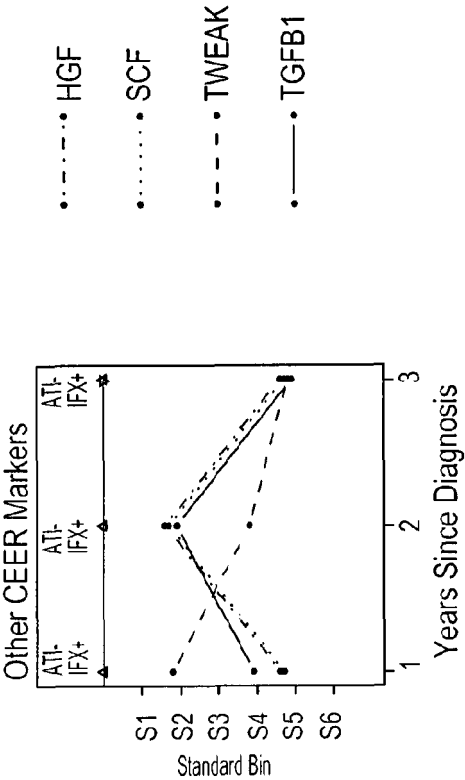 Other CEER Markers
ATI- ATI- ATI-
IFX+ IFX+ IFX+
S1
S2
S3
S4
S5
S6
Standard Bin
1 2 3
Years Since Diagnosis
HGF
SCF
TWEAK
TGFB1